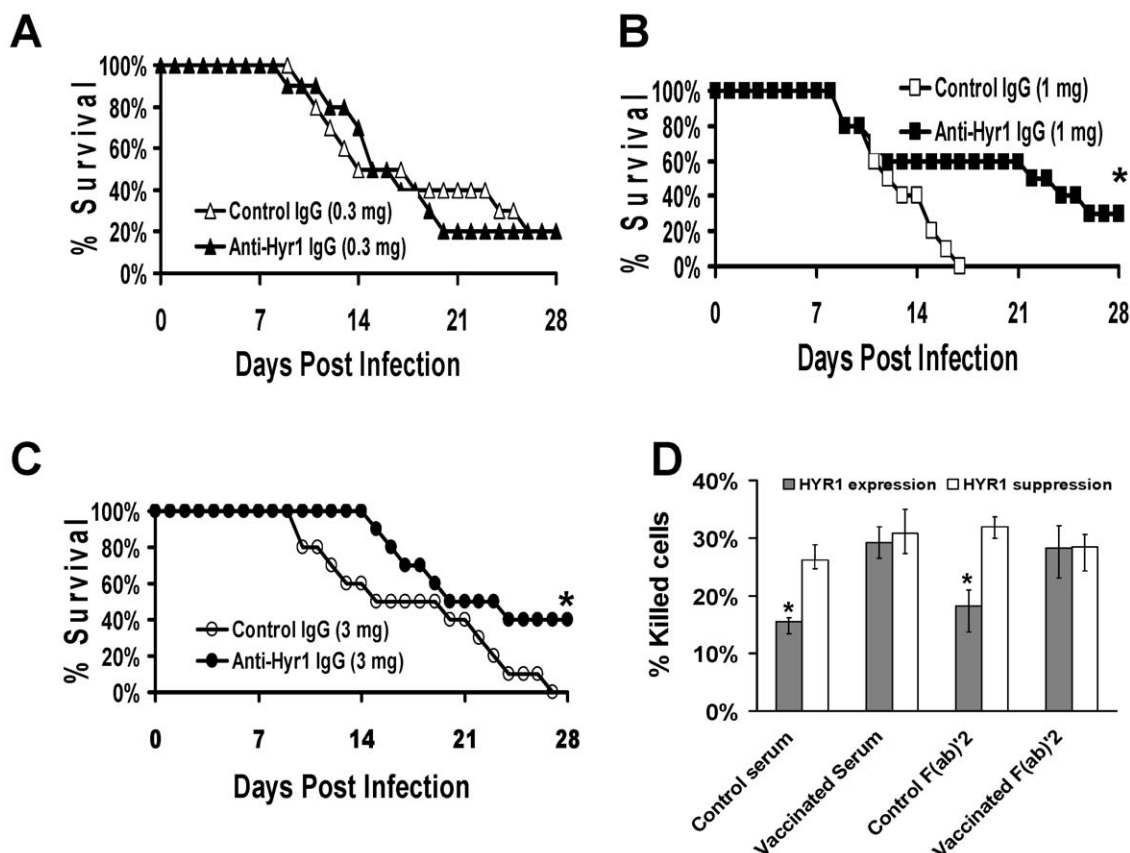 A
% Survival
100%
80%
60%
40%
20%
0%
Control IgG (0.3 mg)
Anti-Hyr1 IgG (0.3 mg)
0 7 14 21 28
Days Post Infection
B
% Survival
100%
80%
60%
40%
20%
0%
Control IgG (1 mg)
Anti-Hyr1 IgG (1 mg)
*
0 7 14 21 28
Days Post Infection
C
% Survival
100%
80%
60%
40%
20%
0%
Control IgG (3 mg)
Anti-Hyr1 IgG (3 mg)
*
0 7 14 21 28
Days Post Infection
D
% Killed cells
40%
30%
20%
10%
0%
HYR1 expression HYR1 suppression
* *
Control serum
Vaccinated Serum
Control F(ab)'2
Vaccinated F(ab)'2